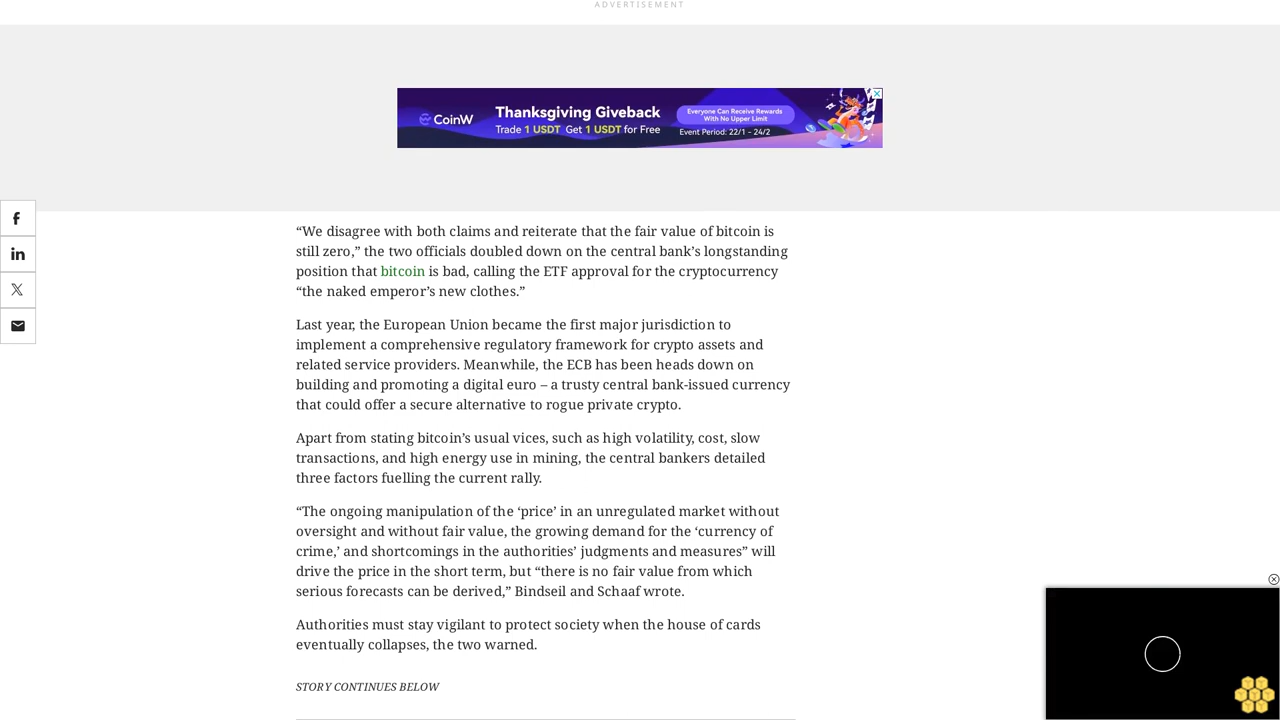 ADVERTISEMENT
CoinW
Thanksgiving Giveback
Trade 1 USDT Get 1 USDT for Free
Everyone Can Receive Rewards
With No Upper Limit
Event Period: 22/1 – 24/2
“We disagree with both claims and reiterate that the fair value of bitcoin is
still zero,” the two officials doubled down on the central bank’s longstanding
position that bitcoin is bad, calling the ETF approval for the cryptocurrency
“the naked emperor’s new clothes.”
Last year, the European Union became the first major jurisdiction to
implement a comprehensive regulatory framework for crypto assets and
related service providers. Meanwhile, the ECB has been heads down on
building and promoting a digital euro – a trusty central bank-issued currency
that could offer a secure alternative to rogue private crypto.
Apart from stating bitcoin’s usual vices, such as high volatility, cost, slow
transactions, and high energy use in mining, the central bankers detailed
three factors fuelling the current rally.
“The ongoing manipulation of the ‘price’ in an unregulated market without
oversight and without fair value, the growing demand for the ‘currency of
crime,’ and shortcomings in the authorities’ judgments and measures” will
drive the price in the short term, but “there is no fair value from which
serious forecasts can be derived,” Bindseil and Schaaf wrote.
Authorities must stay vigilant to protect society when the house of cards
eventually collapses, the two warned.
STORY CONTINUES BELOW